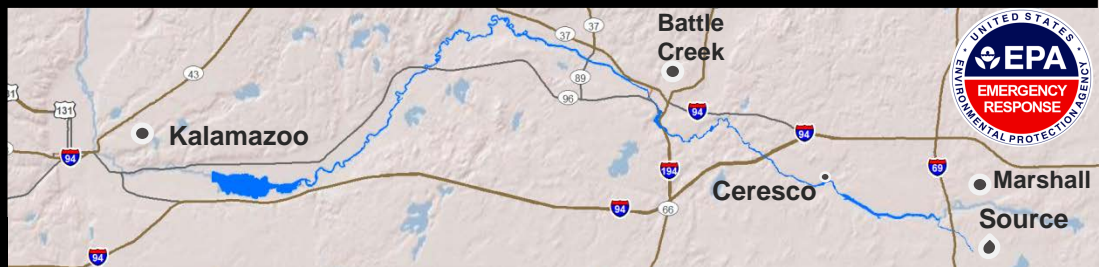 Battle
Creek
Kalamazoo
Ceresco
Marshall
Source
37
37
43
89
96
131
94
94
94
94
194
69
66
94
94
UNITED STATES
EPA
EMERGENCY
RESPONSE
ENVIRONMENTAL PROTECTION AGENCY